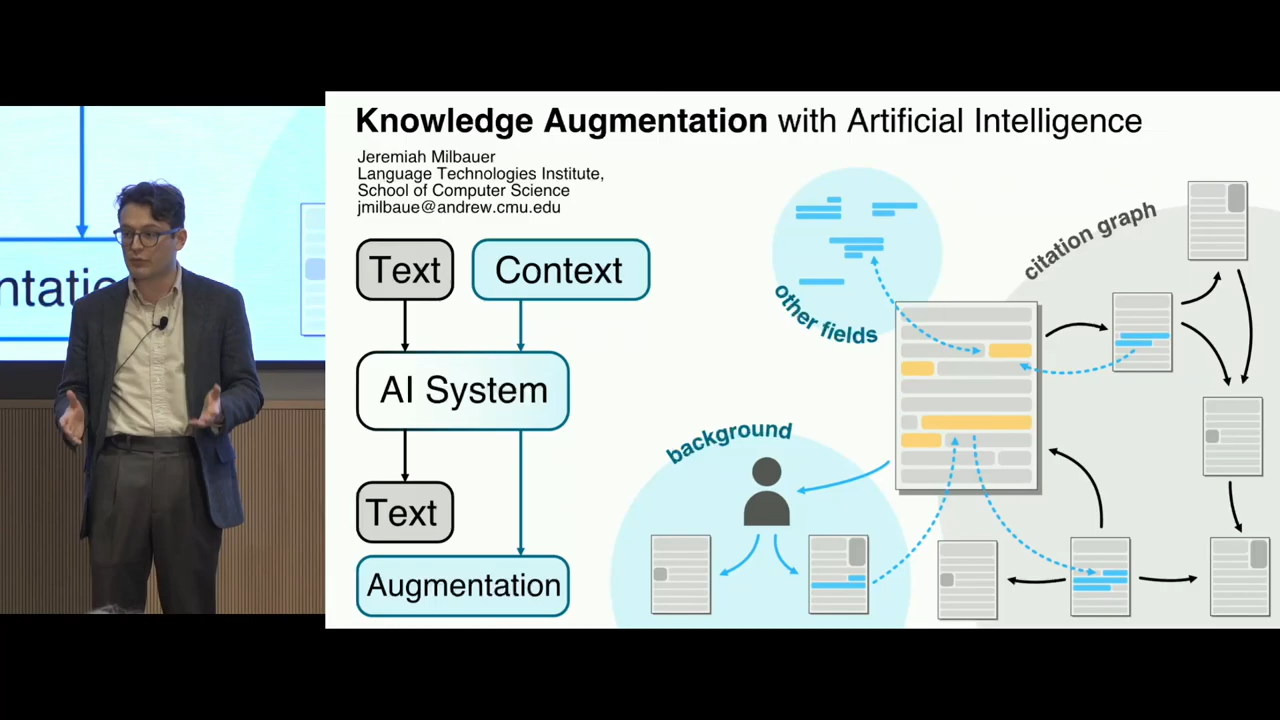 Knowledge Augmentation with Artificial Intelligence
Jeremiah Milbauer
Language Technologies Institute,
School of Computer Science
jmilbaue@andrew.cmu.edu
Text
Context
AI System
Text
Augmentation
other fields
citation graph
background
ntatio